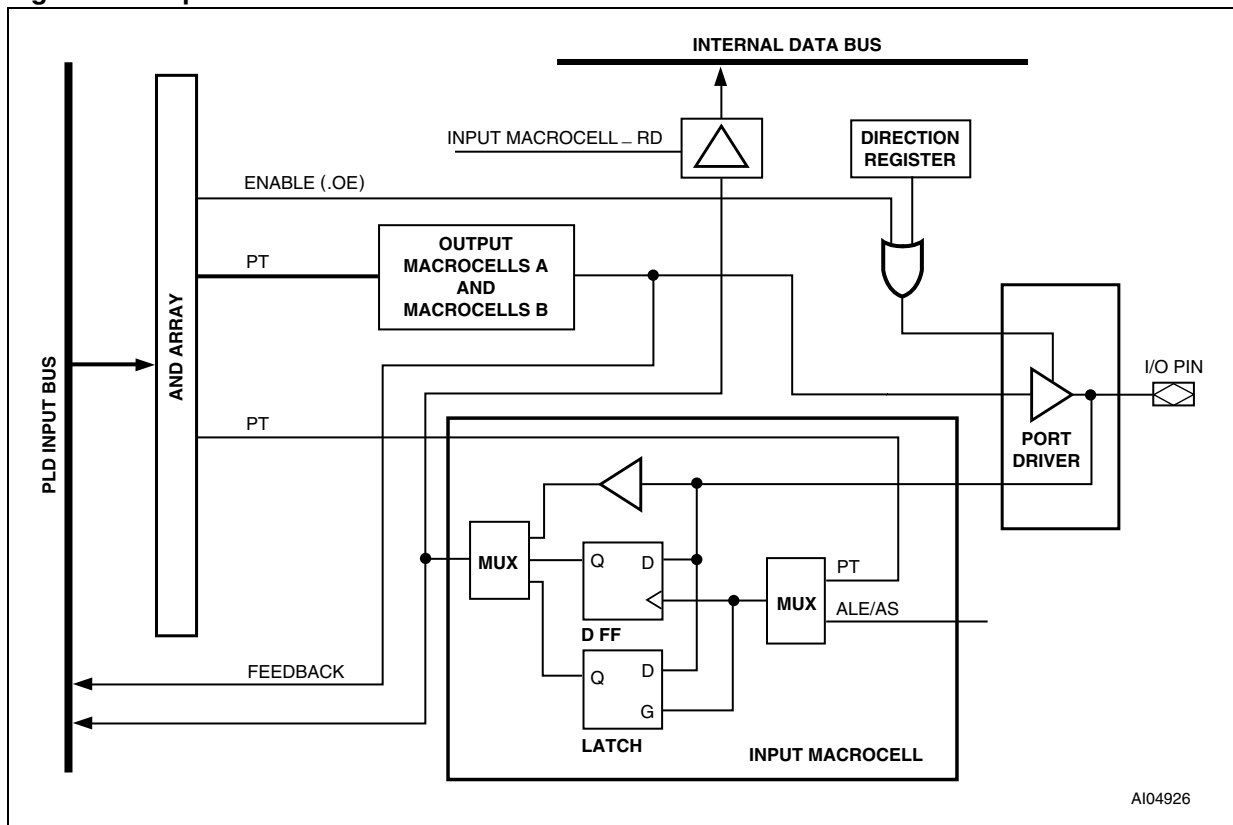 INTERNAL DATA BUS
INPUT MACROCELL _ RD
DIRECTION
REGISTER
ENABLE (.OE)
OUTPUT
MACROCELLS A
AND
MACROCELLS B
PT
AND ARRAY
PLD INPUT BUS
I/O PIN
PT
PORT
DRIVER
MUX
Q
D
MUX
PT
ALE/AS
D FF
FEEDBACK
Q
D
G
LATCH
INPUT MACROCELL
AI04926